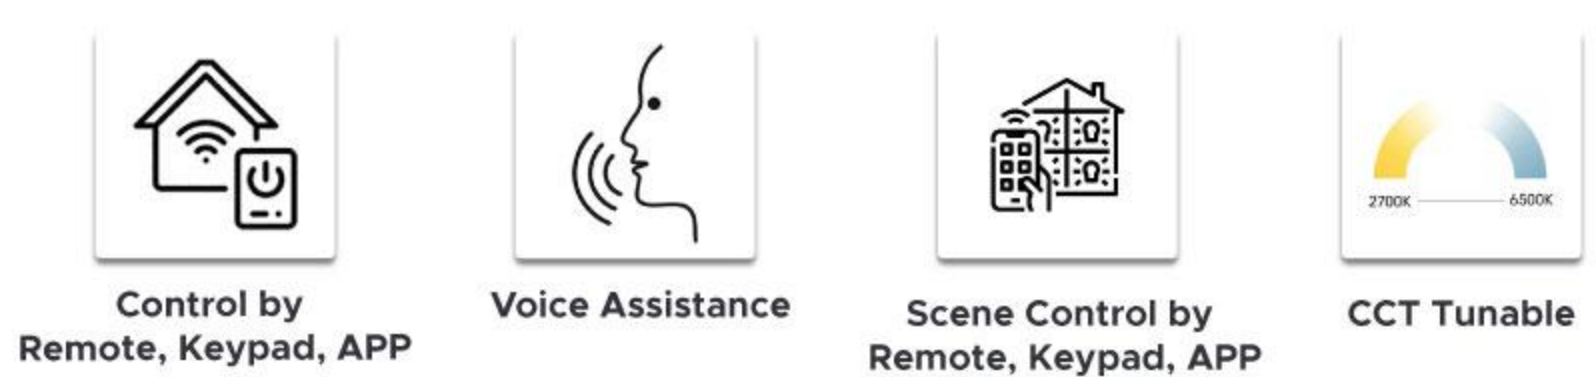 Control by
Remote, Keypad, APP
Voice Assistance
Scene Control by
Remote, Keypad, APP
2700K
6500K
CCT Tunable